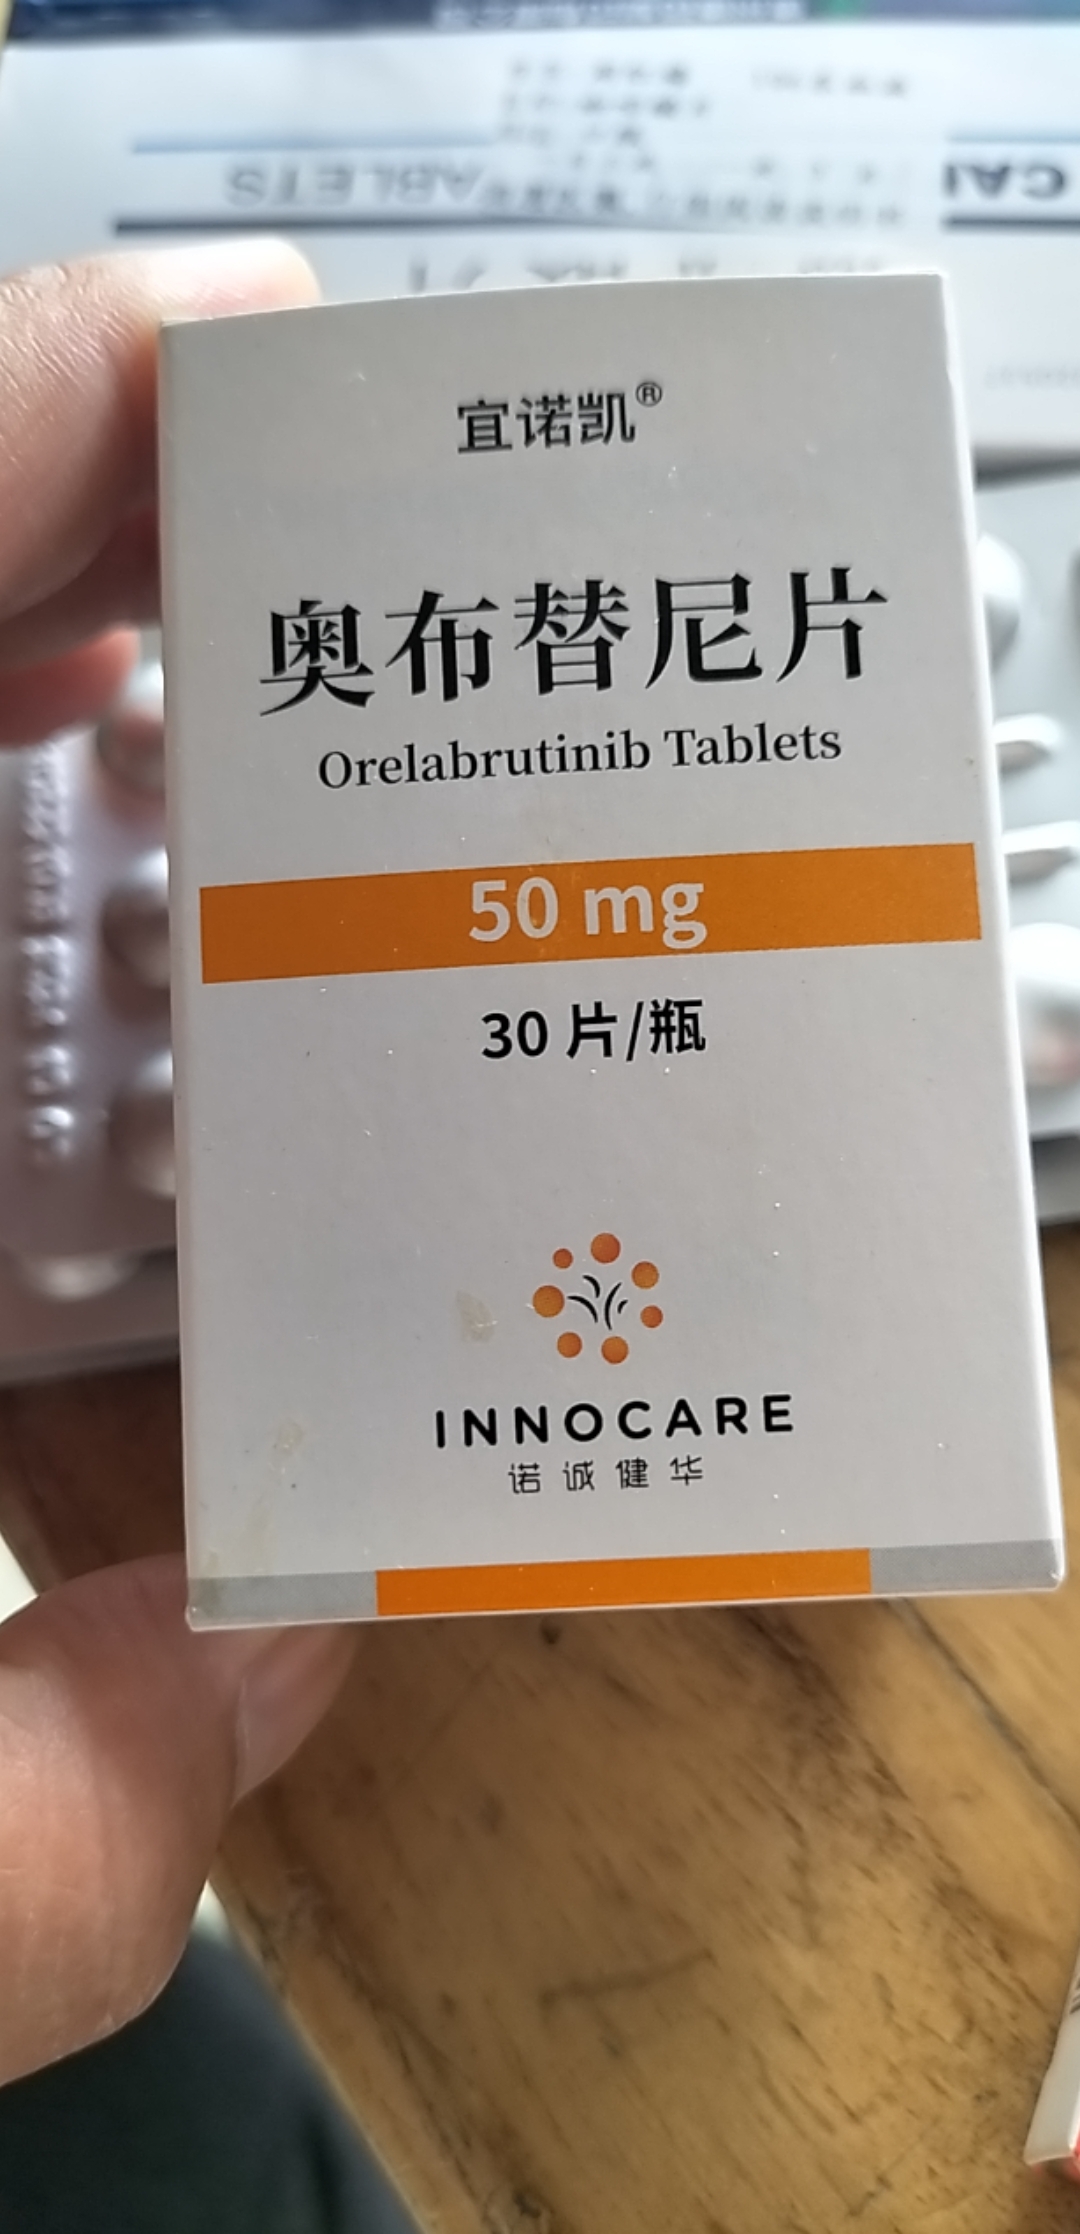 宜诺凯®
奥布替尼片
Orelabrutinib Tablets
50 mg
30 片/瓶
INNOCARE
诺诚健华